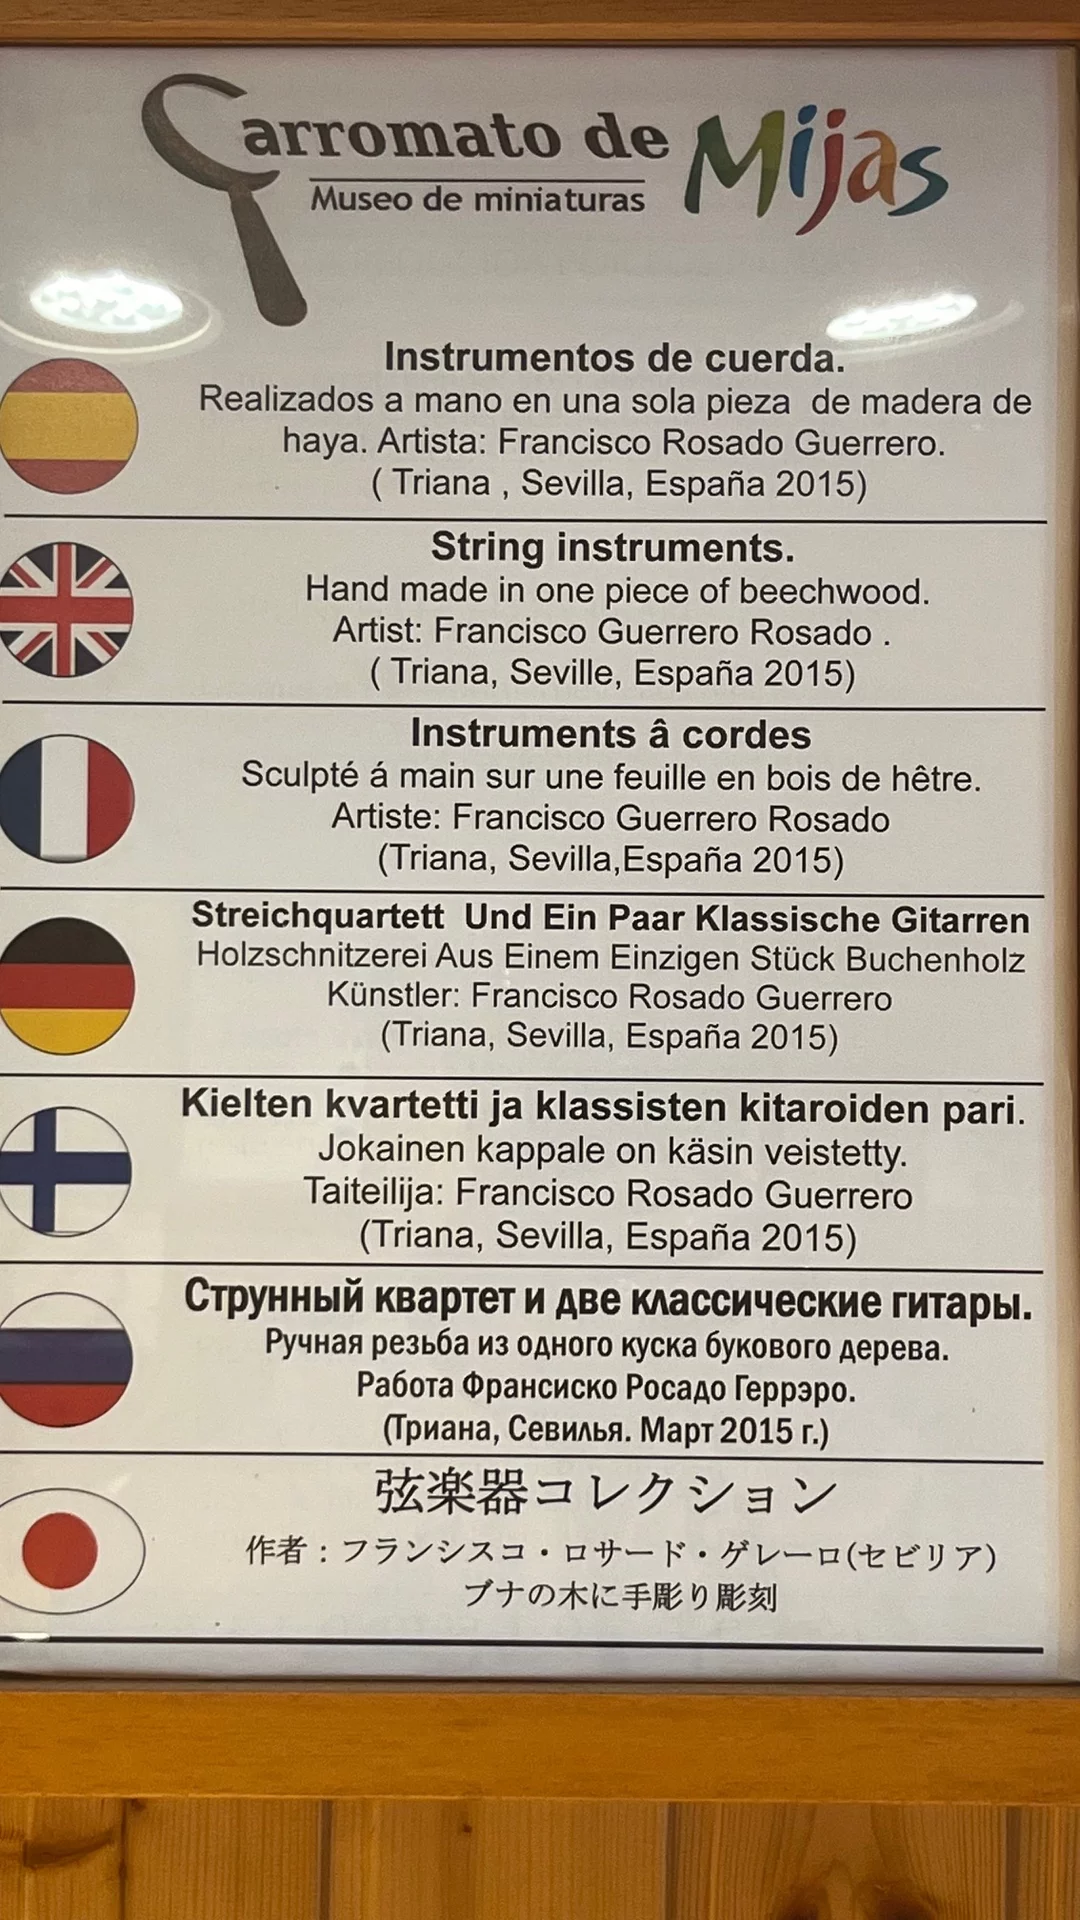 Carromato de Mijas
Museo de miniaturas
Instrumentos de cuerda.
Realizados a mano en una sola pieza de madera de
haya. Artista: Francisco Rosado Guerrero.
( Triana , Sevilla, España 2015)
String instruments.
Hand made in one piece of beechwood.
Artist: Francisco Guerrero Rosado .
( Triana, Seville, España 2015)
Instruments â cordes
Sculpté á main sur une feuille en bois de hêtre.
Artiste: Francisco Guerrero Rosado
(Triana, Sevilla,España 2015)
Streichquartett Und Ein Paar Klassische Gitarren
Holzschnitzerei Aus Einem Einzigen Stück Buchenholz
Künstler: Francisco Rosado Guerrero
(Triana, Sevilla, España 2015)
Kielten kvartetti ja klassisten kitaroiden pari.
Jokainen kappale on käsin veistetty.
Taiteilija: Francisco Rosado Guerrero
(Triana, Sevilla, España 2015)
Струнный квартет и две классические гитары.
Ручная резьба из одного куска букового дерева.
Работа Франсиско Росадо Геррэро.
(Триана, Севилья. Март 2015 г.)
弦楽器コレクション
作者：フランシスコ・ロサード・ゲレーロ(セビリア)
ブナの木に手彫り彫刻